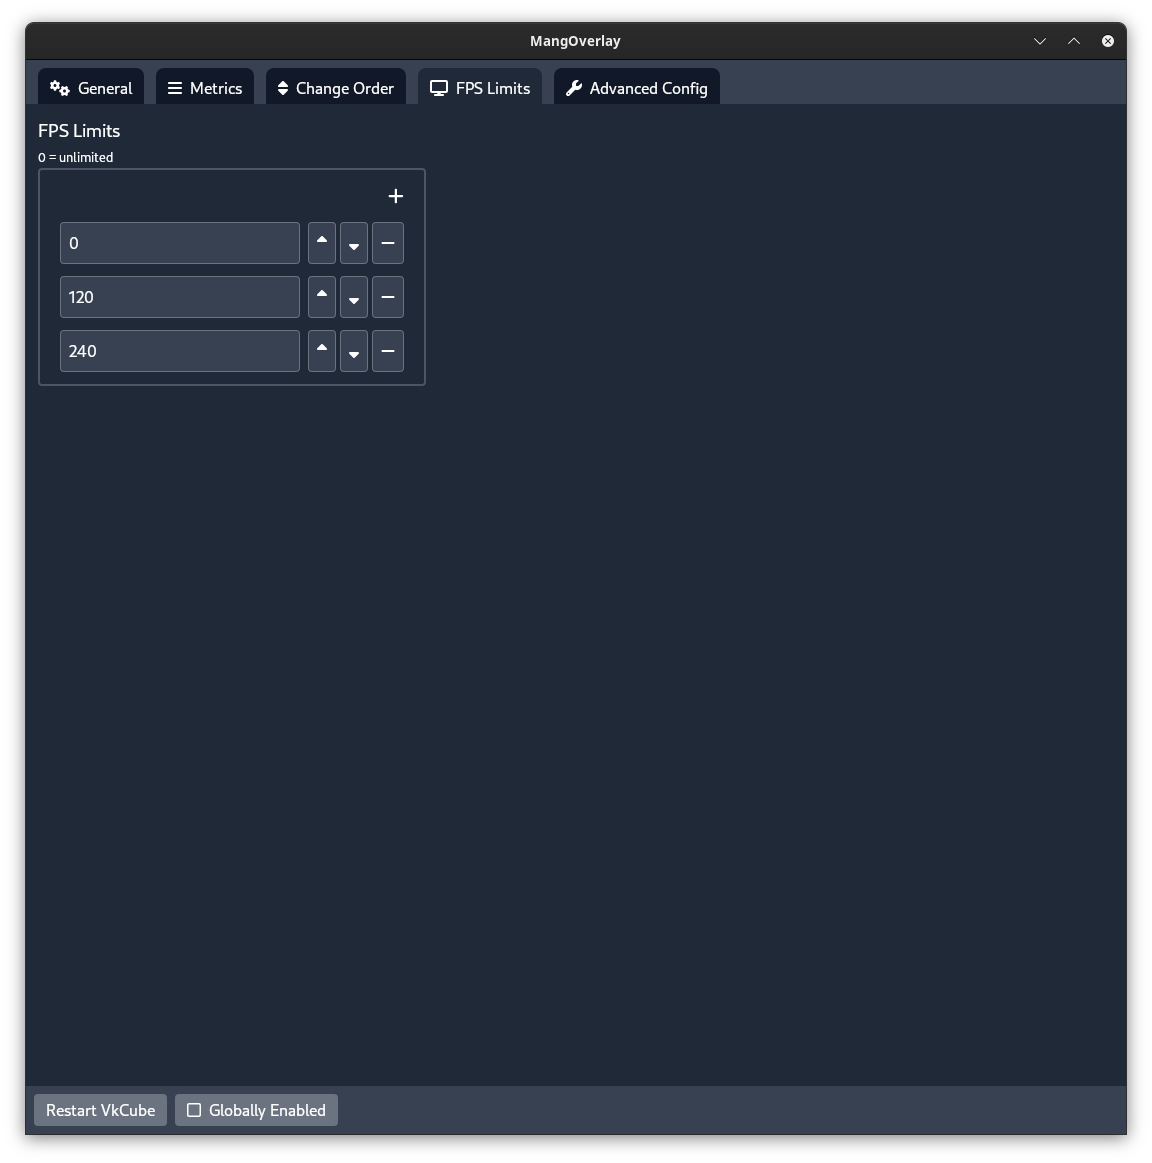 MangOverlay
General Metrics Change Order FPS Limits Advanced Config
FPS Limits
0 = unlimited
0
120
240
Restart VkCube Globally Enabled